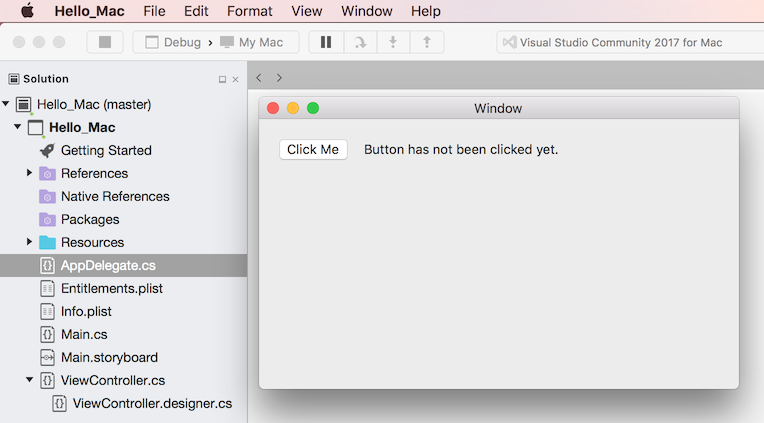 Hello_Mac File Edit Format View Window Help
Debug › My Mac
Visual Studio Community 2017 for Mac
Solution
Hello_Mac (master)
Hello_Mac
Getting Started
References
Native References
Packages
Resources
AppDelegate.cs
Entitlements.plist
Info.plist
Main.cs
Main.storyboard
ViewController.cs
ViewController.designer.cs
Window
Click Me Button has not been clicked yet.